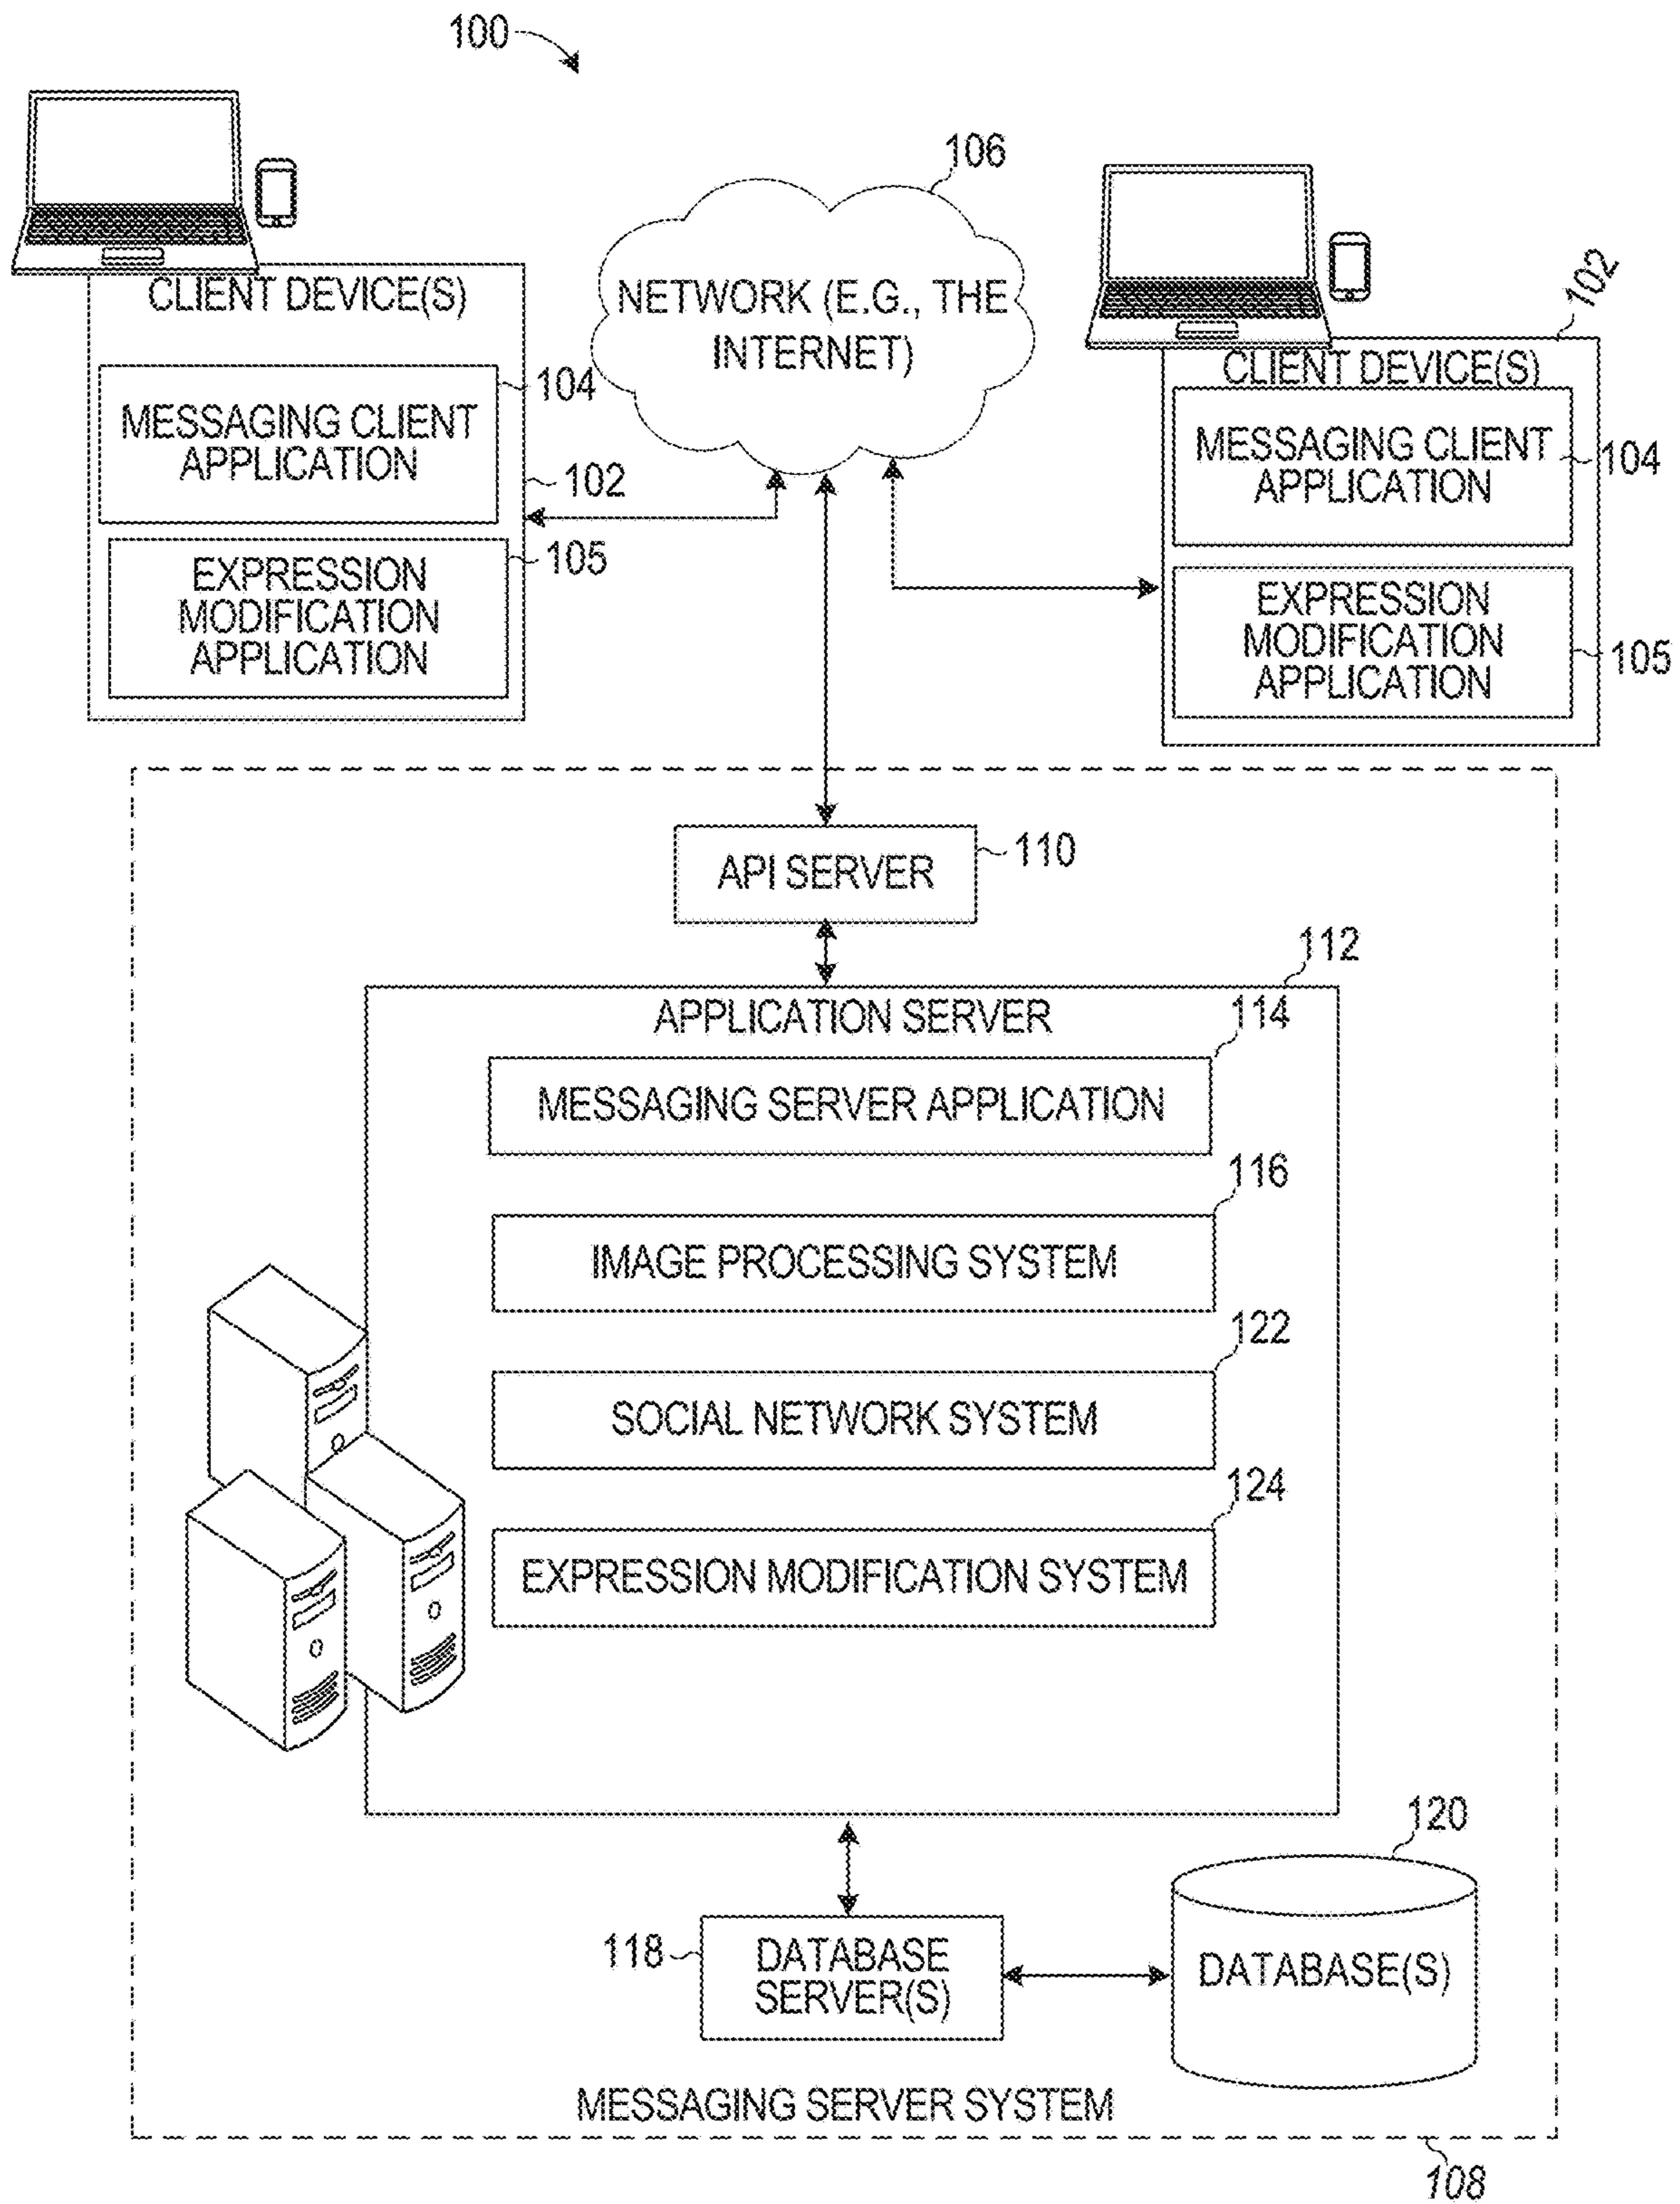 100
106
NETWORK (E.G., THE
INTERNET)
CLIENT DEVICE(S)
104
MESSAGING CLIENT
APPLICATION
102
105
EXPRESSION
MODIFICATION
APPLICATION
102
CLIENT DEVICE(S)
MESSAGING CLIENT
APPLICATION
104
EXPRESSION
MODIFICATION
APPLICATION
105
API SERVER
110
112
APPLICATION SERVER
114
MESSAGING SERVER APPLICATION
116
IMAGE PROCESSING SYSTEM
122
SOCIAL NETWORK SYSTEM
124
EXPRESSION MODIFICATION SYSTEM
118
DATABASE
SERVER(S)
120
DATABASE(S)
MESSAGING SERVER SYSTEM
108